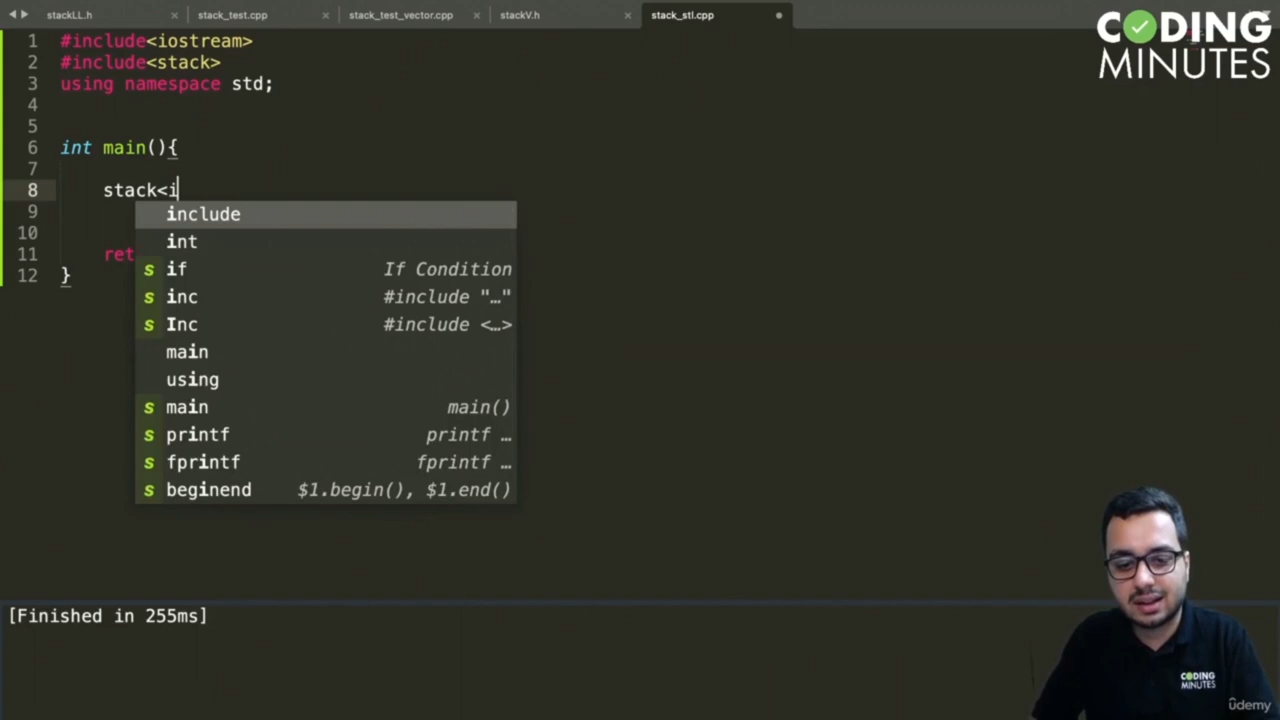 stackLL.h × stack_test.cpp × stack_test_vector.cpp × stackV.h × stack_stl.cpp
CODING
MINUTES
1 #include<iostream>
2 #include<stack>
3 using namespace std;
4
5
6 int main(){
7
8 stack<i
9
10
11 ret
12 }
include
int
s if If Condition
s inc #include "…"
s Inc #include <…>
main
using
s main main()
s printf printf …
s fprintf fprintf …
s beginend $1.begin(), $1.end()
[Finished in 255ms]
CODING
MINUTES
ûdemy